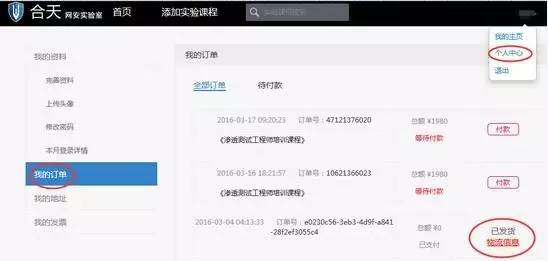 合天 网安实验室
首页
添加实验课程
我的主页
个人中心
退出
我的资料
完善资料
上传头像
修改密码
本月登录详情
我的订单
我的地址
我的发票
我的订单
全部订单
待付款
2016-03-17 09:20:23 订单号：47121376020 总额 ¥1980
《渗透测试工程师培训课程》 等待付款 付款
2016-03-16 18:21:57 订单号：10621366023 总额 ¥1980
《渗透测试工程师培训课程》 等待付款 付款
2016-03-04 04:13:33 订单号：e0230c56-3eb3-4d9f-a841
-28f2ef3055c4
总额 ¥0
已支付
已发货
物流信息